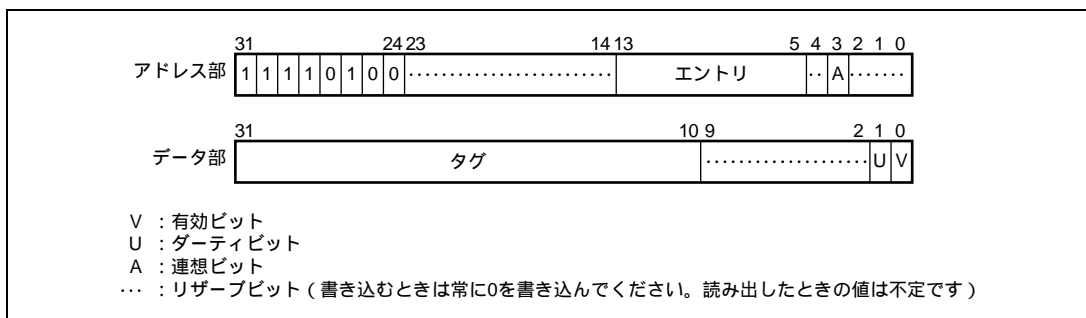 31 24 23 14 13 5 4 3 2 1 0
アドレス部 1 1 1 1 0 1 0 0 ······················· エントリ ·· A ·······
31 10 9 2 1 0
データ部 タグ ···················· U V
V :有効ビット
U :ダーティビット
A :連想ビット
··· :リザーブビット(書き込むときは常に0を書き込んでください。読み出したときの値は不定です)